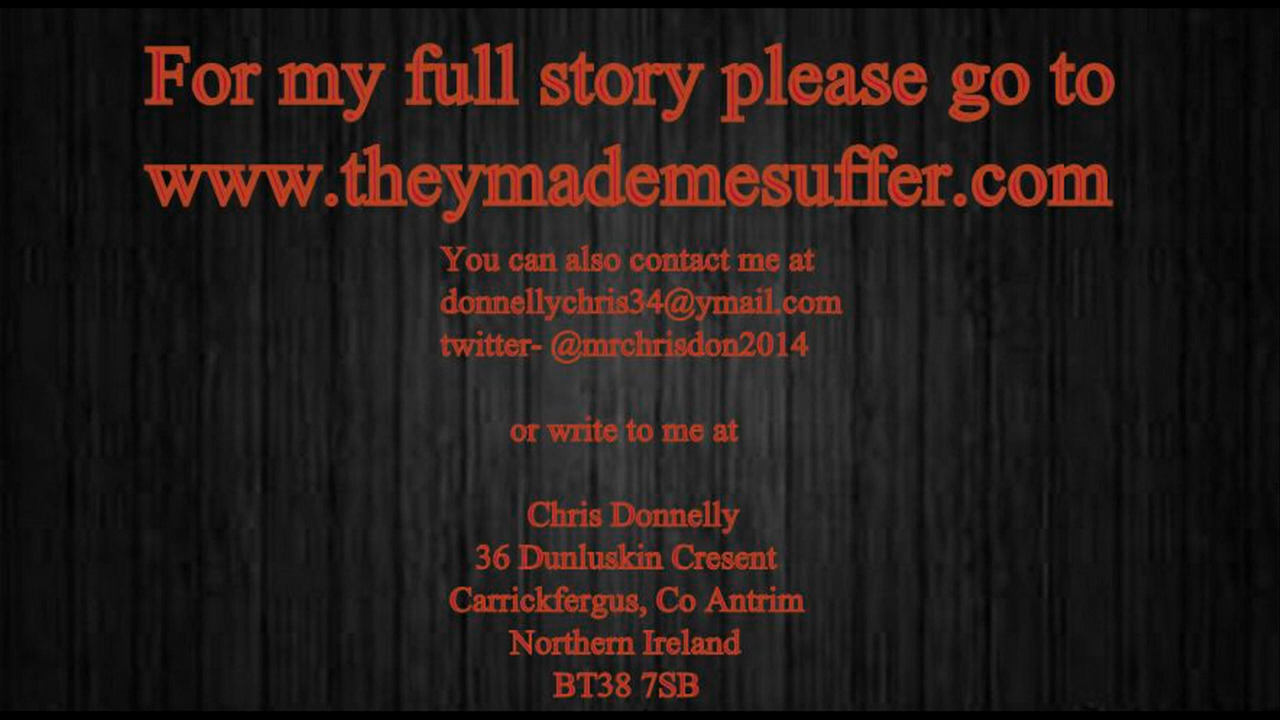 For my full story please go to
www.theymademesuffer.com
You can also contact me at
donnellychris34@ymail.com
twitter- @mrchrisdon2014
or write to me at
Chris Donnelly
36 Dunluskin Cresent
Carrickfergus, Co Antrim
Northern Ireland
BT38 7SB